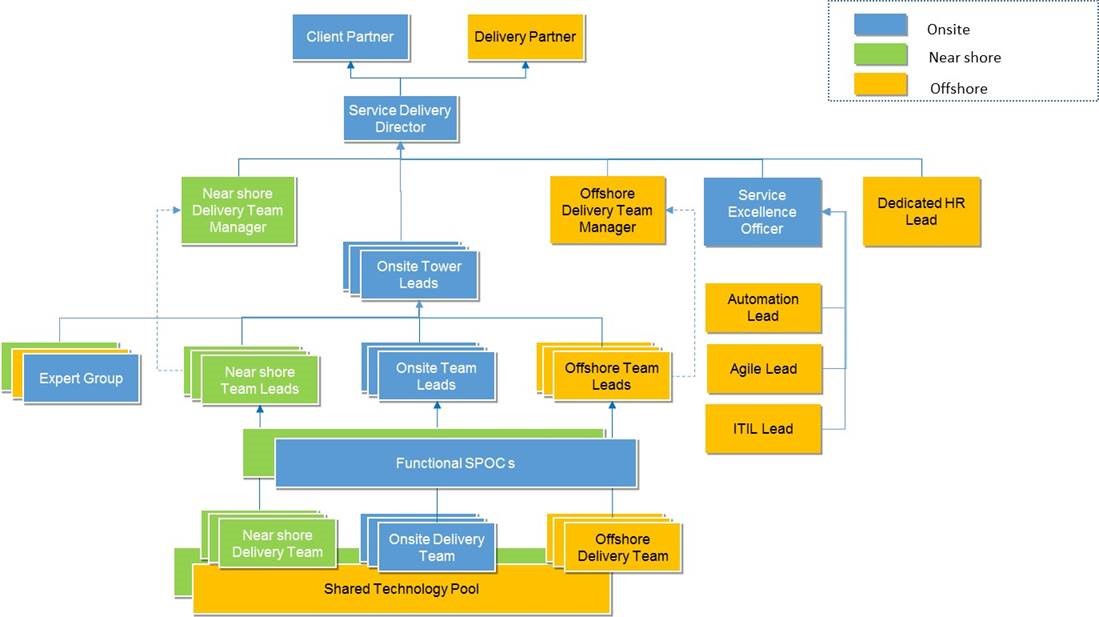 Client Partner
Delivery Partner
Onsite
Near shore
Offshore
Service Delivery
Director
Near shore
Delivery Team
Manager
Offshore
Delivery Team
Manager
Service
Excellence
Officer
Dedicated HR
Lead
Onsite Tower
Leads
Automation
Lead
Expert Group
Near shore
Team Leads
Onsite Team
Leads
Offshore Team
Leads
Agile Lead
ITIL Lead
Functional SPOC s
Near shore
Delivery Team
Onsite Delivery
Team
Offshore
Delivery Team
Shared Technology Pool